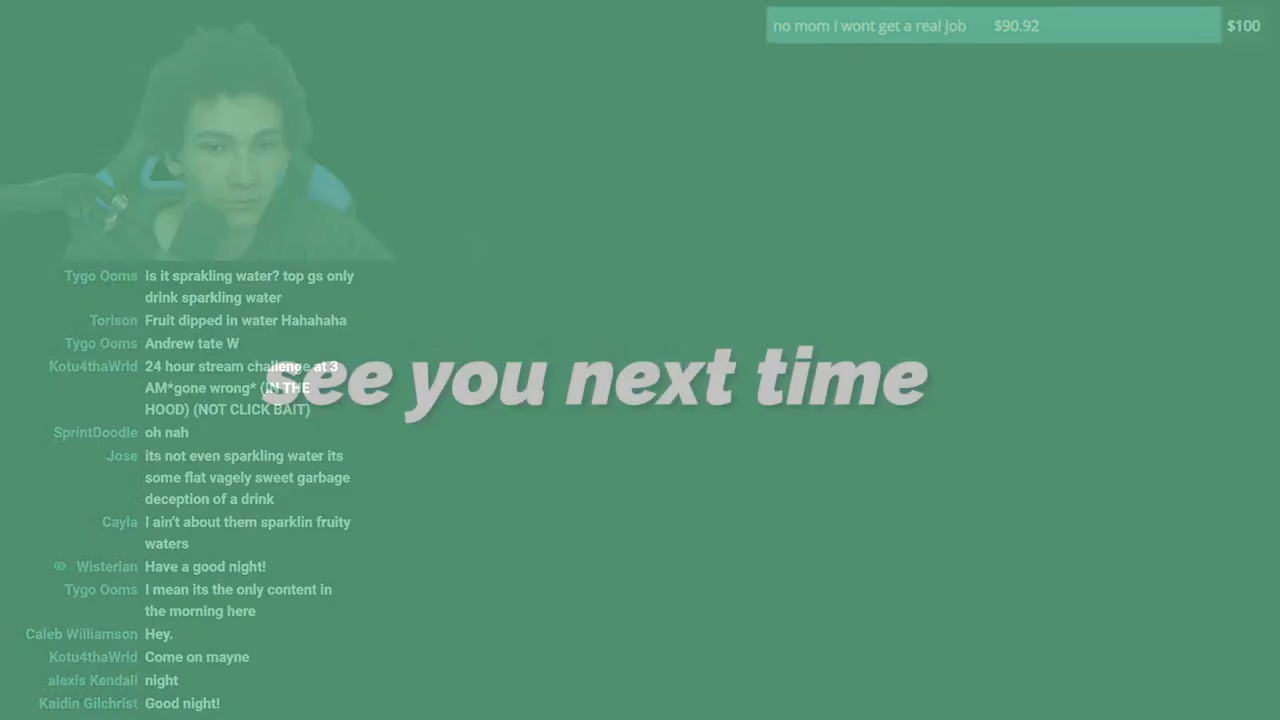 no mom I wont get a real Job $90.92 $100
Tygo Ooms Is it sprakling water? top gs only
drink sparkling water
Torison Fruit dipped in water Hahahaha
Tygo Ooms Andrew tate W
Kotu4thaWrld 24 hour stream challenge at 3
AM*gone wrong* (IN THE
HOOD) (NOT CLICK BAIT)
see you next time
SprintDoodle oh nah
Jose its not even sparkling water its
some flat vagely sweet garbage
deception of a drink
Cayla I ain't about them sparklin fruity
waters
Wisterian Have a good night!
Tygo Ooms I mean its the only content in
the morning here
Caleb Williamson Hey.
Kotu4thaWrld Come on mayne
alexis Kendall night
Kaidin Gilchrist Good night!